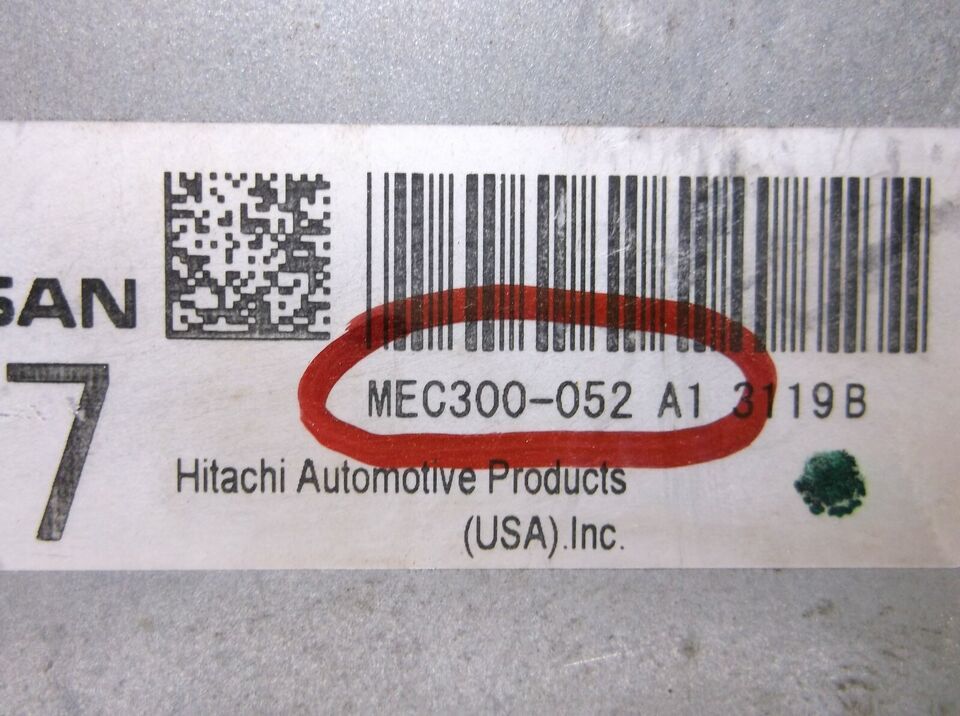 SAN
7
MEC300-052 A1 3119B
Hitachi Automotive Products
(USA).Inc.